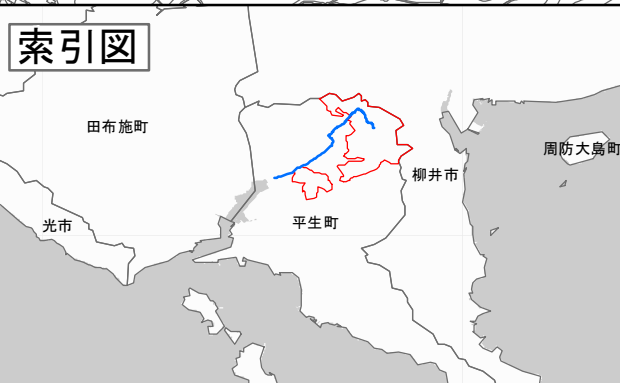 索引図
田布施町
周防大島町
柳井市
平生町
光市